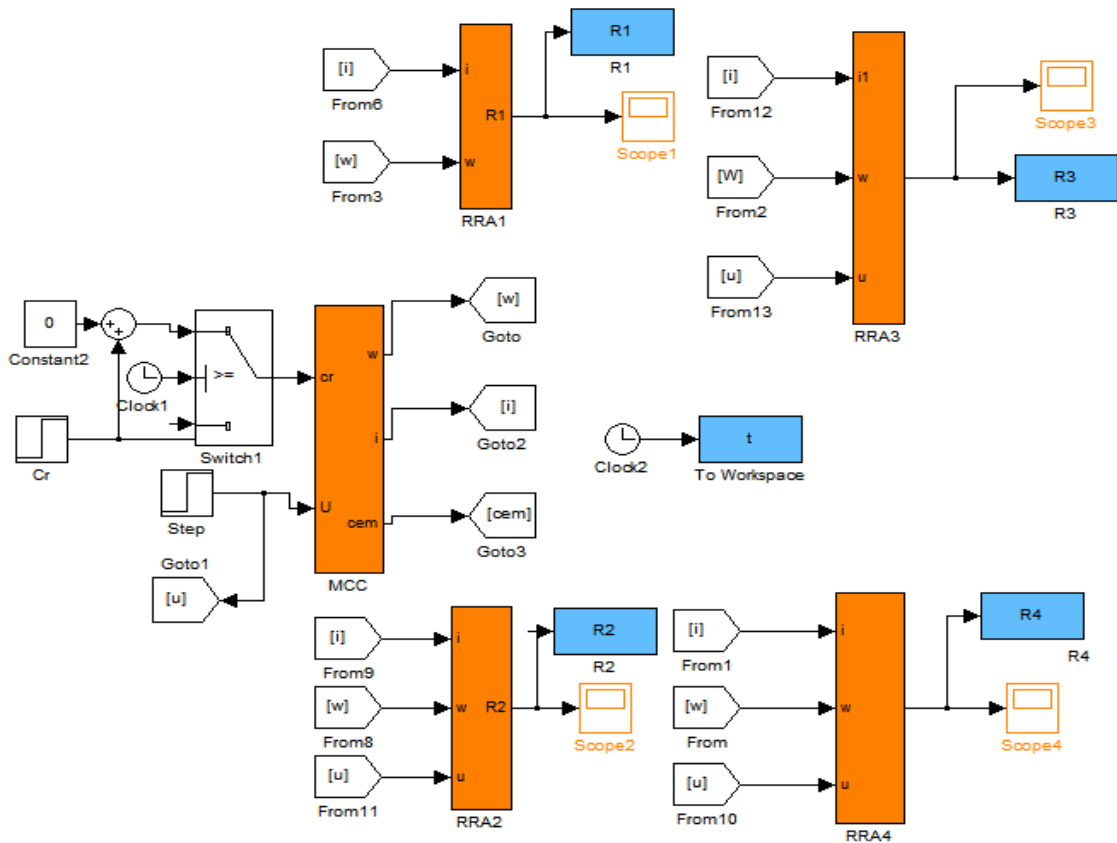 [i]
From6
[w]
From3
i
R1
w
RRA1
R1
R1
Scope1
[i]
From12
[W]
From2
[u]
From13
i1
w
u
RRA3
Scope3
R3
R3
0
Constant2
+
+
Clock1
>=
Switch1
Cr
Step
Goto1
[u]
cr
U
w
i
cem
MCC
[w]
Goto
[i]
Goto2
[cem]
Goto3
Clock2
t
To Workspace
[i]
From9
[w]
From8
[u]
From11
i
w
R2
u
RRA2
R2
R2
Scope2
[i]
From1
[w]
From
[u]
From10
i
w
u
RRA4
R4
R4
Scope4